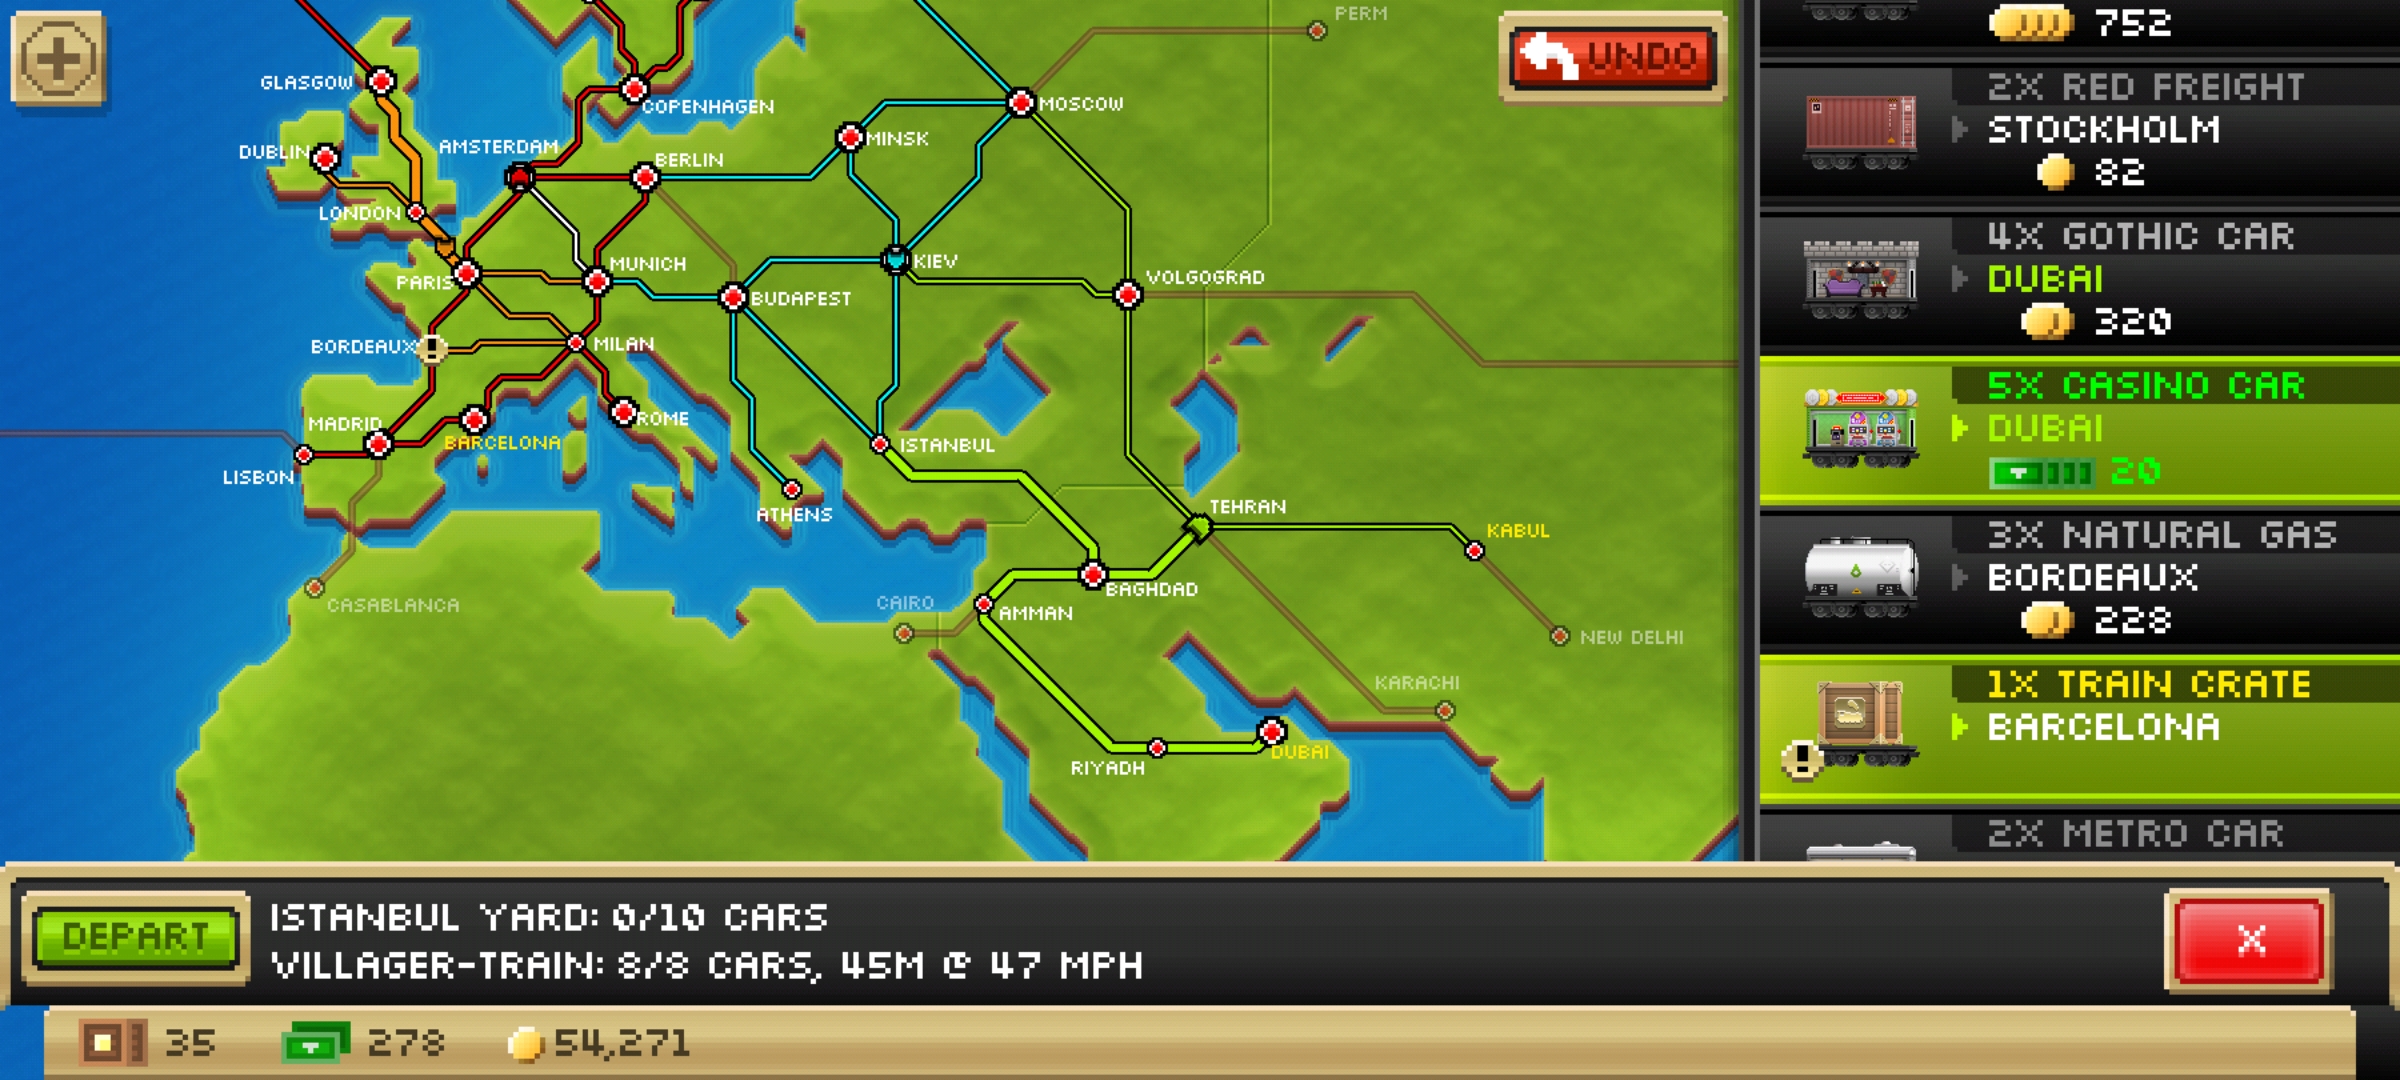 PERM
UNDO
GLASGOW
COPENHAGEN
MOSCOW
DUBLIN
AMSTERDAM
BERLIN
MINSK
LONDON
PARIS
MUNICH
BUDAPEST
KIEV
VOLGOGRAD
BORDEAUX
MILAN
MADRID
BARCELONA
ROME
ISTANBUL
LISBON
ATHENS
TEHRAN
KABUL
CASABLANCA
CAIRO
AMMAN
BAGHDAD
NEW DELHI
KARACHI
RIYADH
DUBAI
752
2X RED FREIGHT
STOCKHOLM
82
4X GOTHIC CAR
DUBAI
320
5X CASINO CAR
DUBAI
20
3X NATURAL GAS
BORDEAUX
228
1X TRAIN CRATE
BARCELONA
!
2X METRO CAR
DEPART
ISTANBUL YARD: 0/10 CARS
VILLAGER-TRAIN: 8/8 CARS, 45M @ 47 MPH
X
35
278
54,271